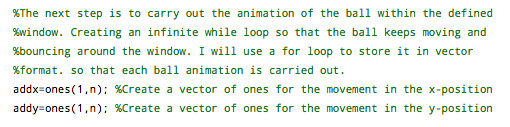 %The next step is to carry out the animation of the ball within the defined
%window. Creating an infinite while loop so that the ball keeps moving and
%bouncing around the window. I will use a for loop to store it in vector
%format. so that each ball animation is carried out.
addx=ones(1,n); %Create a vector of ones for the movement in the x-position
addy=ones(1,n); %Create a vector of ones for the movement in the y-position